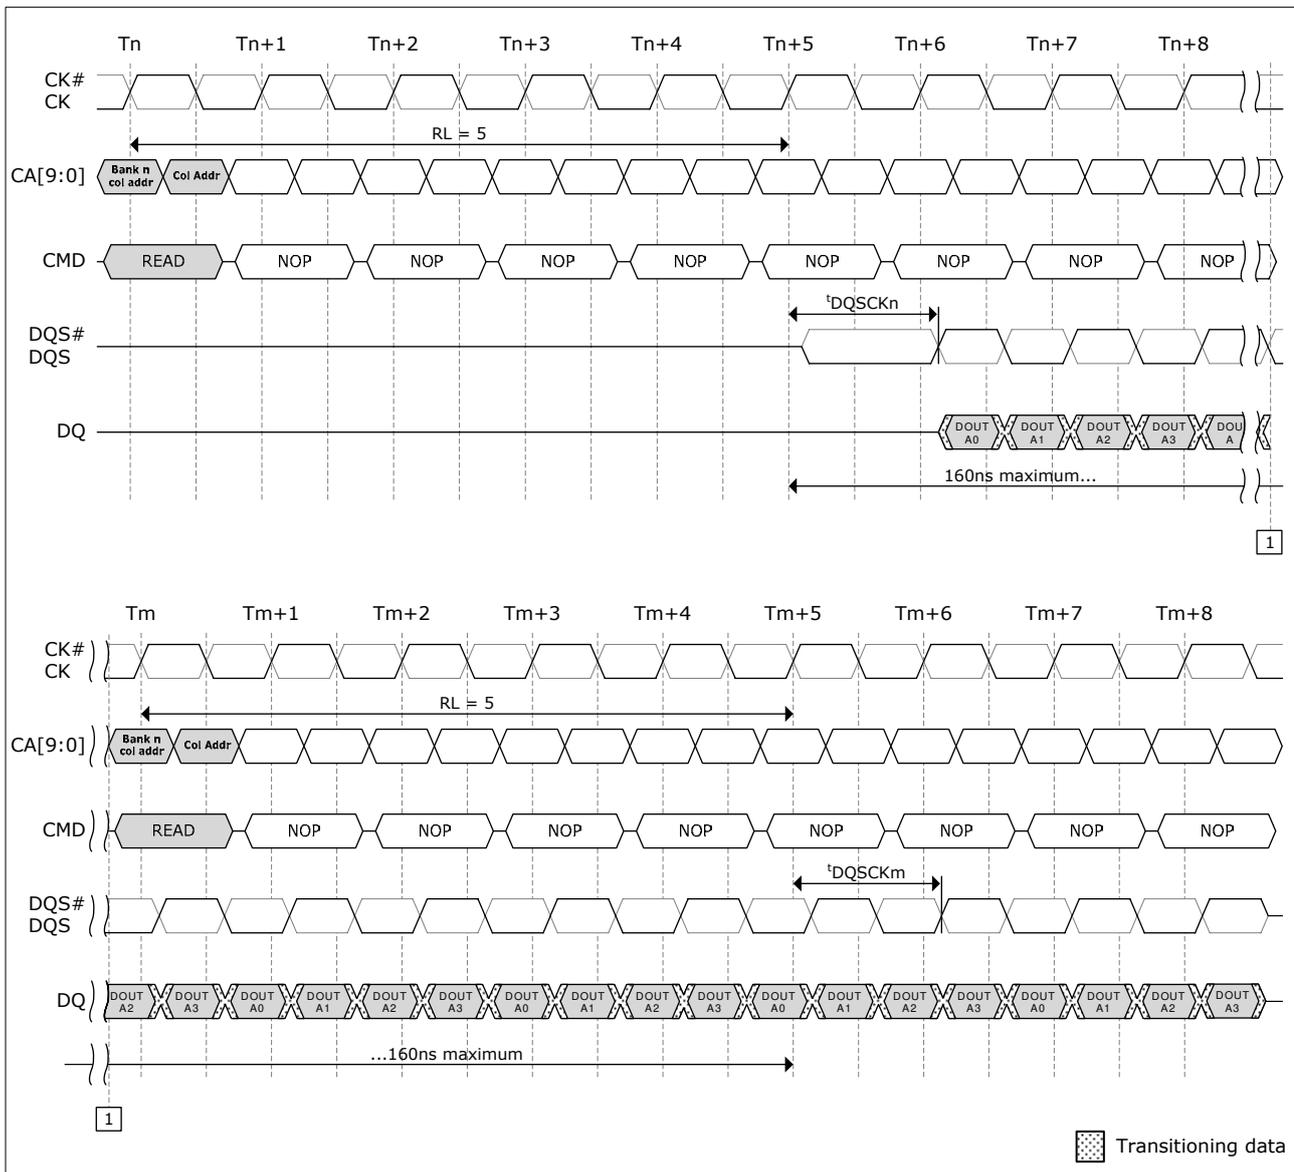 Tn Tn+1 Tn+2 Tn+3 Tn+4 Tn+5 Tn+6 Tn+7 Tn+8
CK#
CK
RL = 5
CA[9:0] Bank n col addr Col Addr
CMD READ NOP NOP NOP NOP NOP NOP NOP NOP
tDQSCKn
DQS#
DQS
DQ DOUT A0 DOUT A1 DOUT A2 DOUT A3 DOU A
160ns maximum...
1
Tm Tm+1 Tm+2 Tm+3 Tm+4 Tm+5 Tm+6 Tm+7 Tm+8
CK#
CK
RL = 5
CA[9:0] Bank n col addr Col Addr
CMD READ NOP NOP NOP NOP NOP NOP NOP NOP
tDQSCKm
DQS#
DQS
DQ DOUT A2 DOUT A3 DOUT A0 DOUT A1 DOUT A2 DOUT A3 DOUT A0 DOUT A1 DOUT A2 DOUT A3 DOUT A0 DOUT A1 DOUT A2 DOUT A3 DOUT A0 DOUT A1 DOUT A2 DOUT A3
...160ns maximum
1
Transitioning data